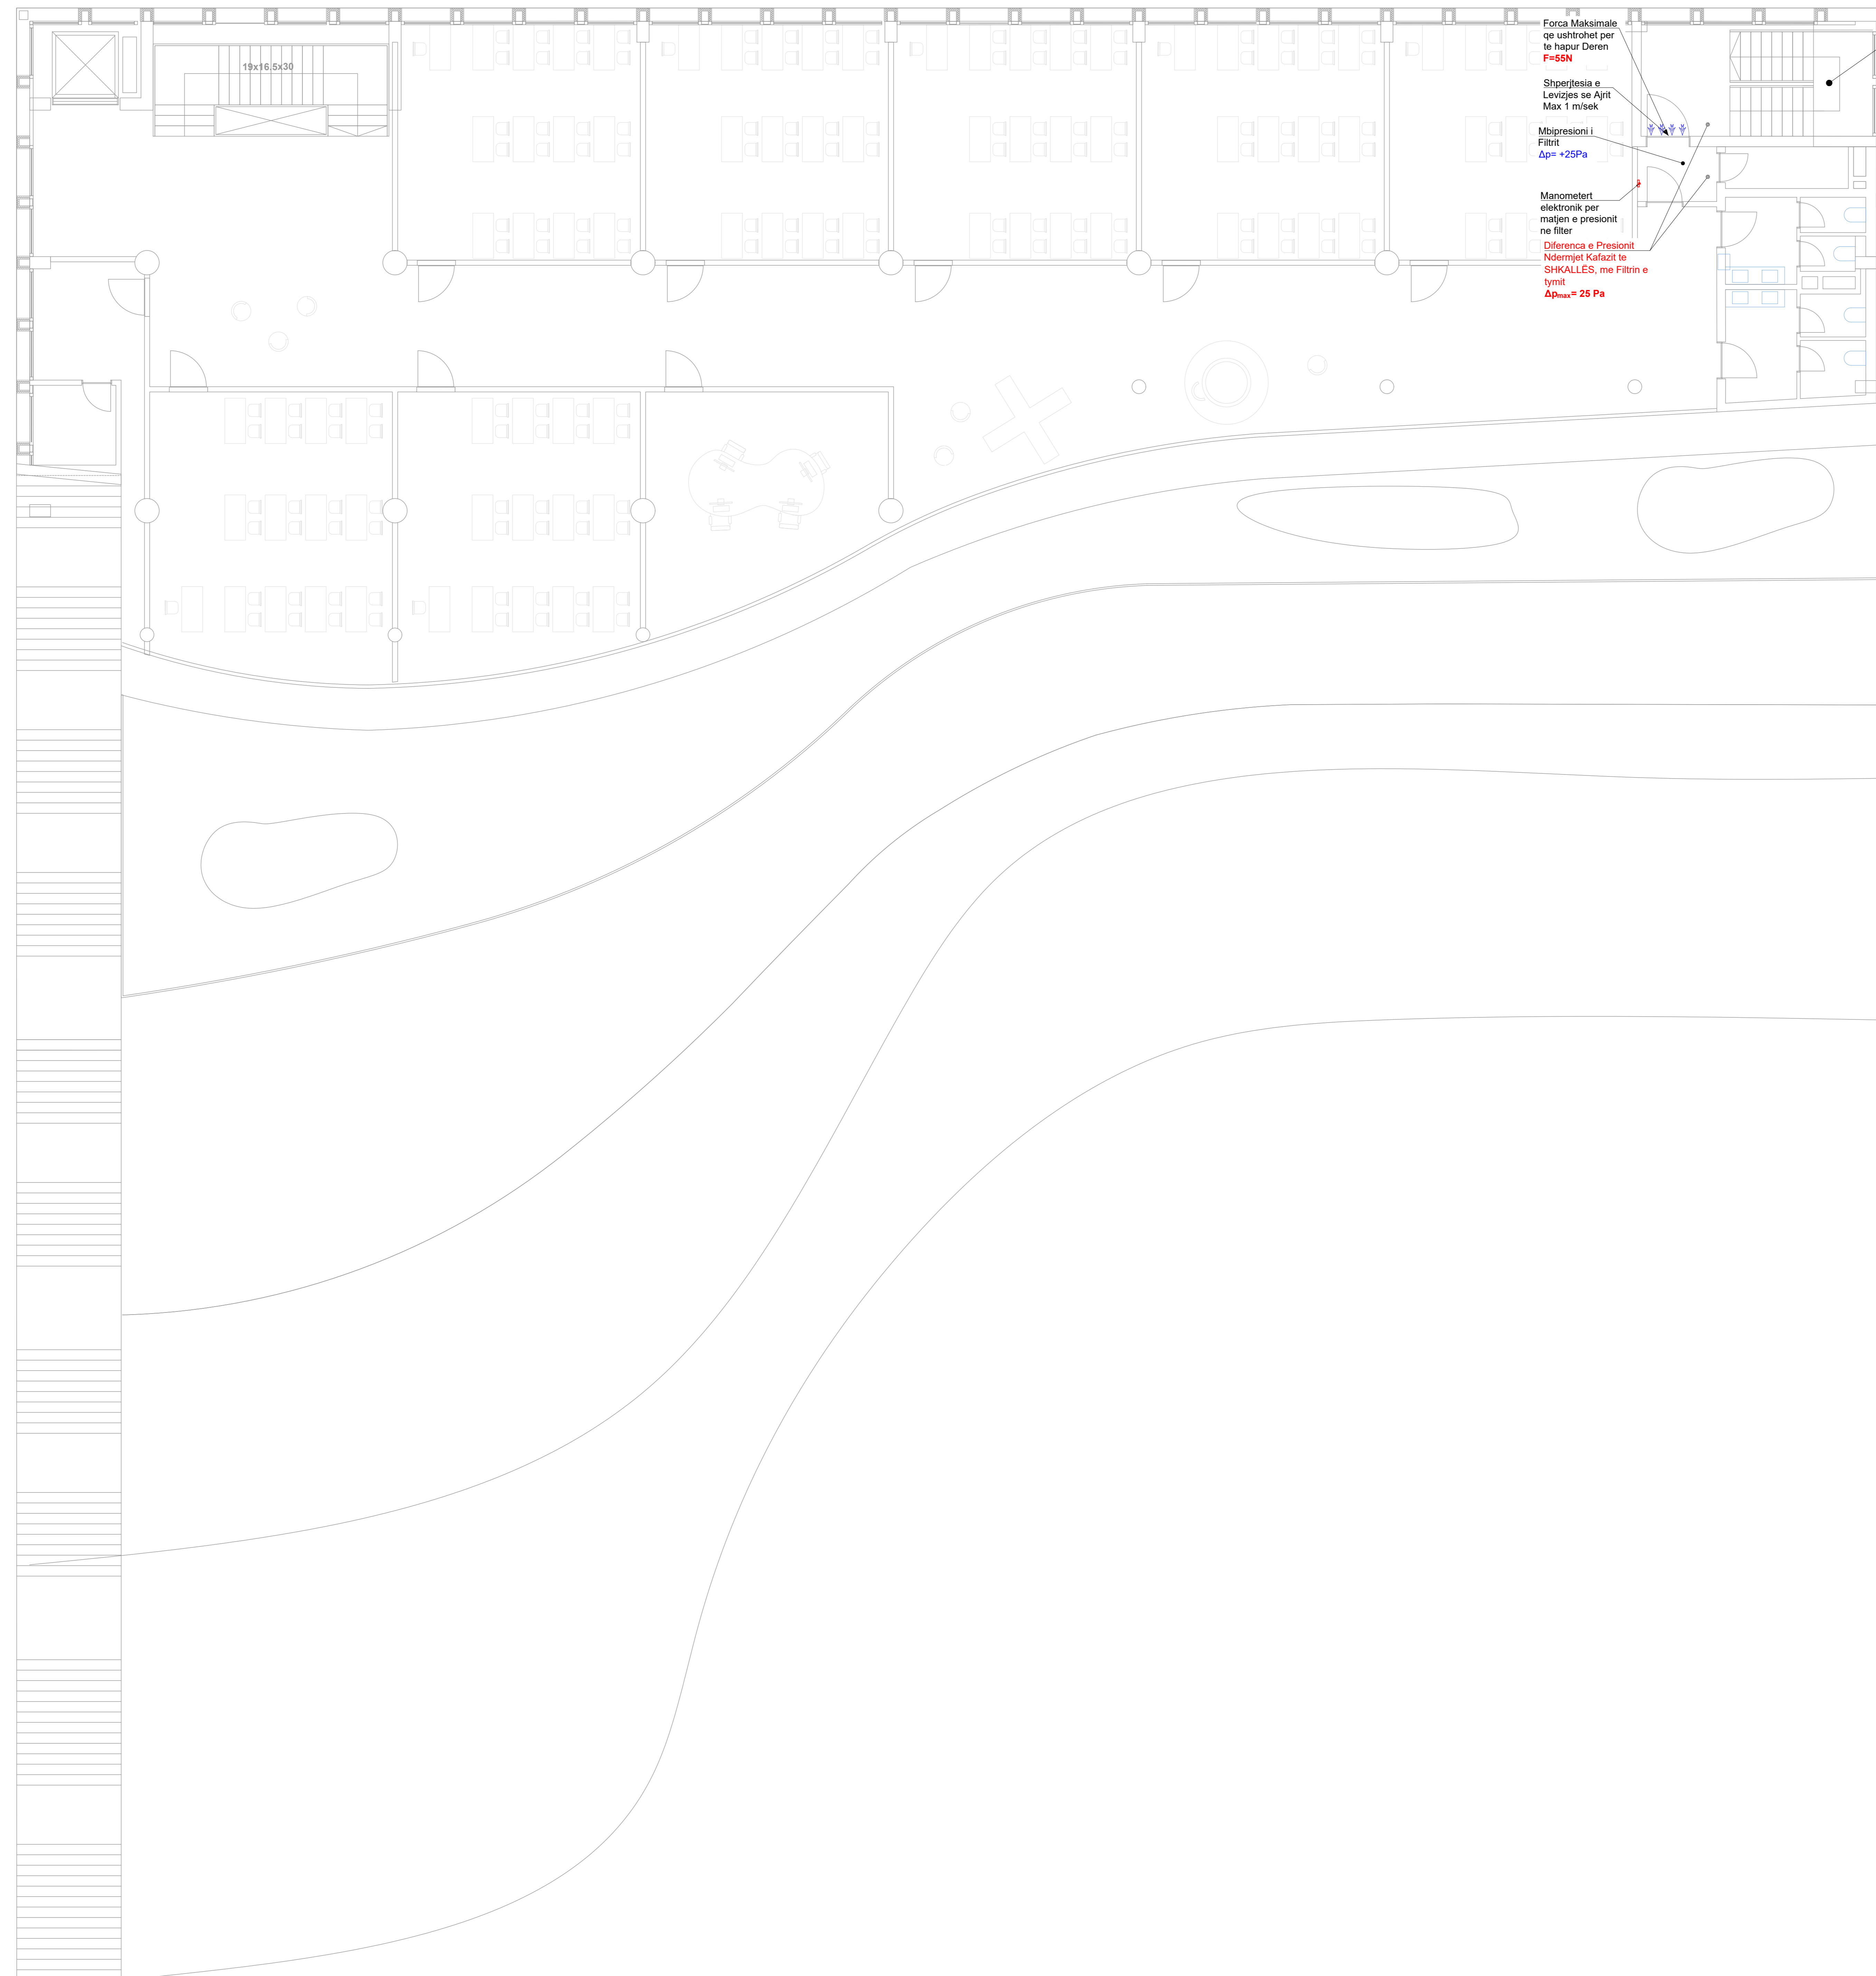 19x16.5x30
Forca Maksimale
qe ushtrohet per
te hapur Deren
F=55N
Shperjtesia e
Levizjes se Ajrit
Max 1 m/sek
Mbipresioni i
Filtrit
Δp= +25Pa
Manometert
elektronik per
matjen e presionit
ne filter
Diferenca e Presionit
Ndermjet Kafazit te
SHKALLËS, me Filtrin e
tymit
Δpmax= 25 Pa